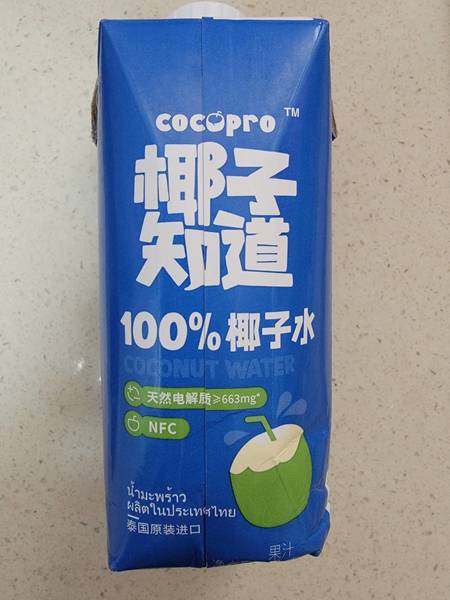 cocopro ™
椰子
知道
100% 椰子水
COCONUT WATER
天然电解质≥663mg*
NFC
น้ำมะพร้าว
ผลิตในประเทศไทย
泰国原装进口
果汁